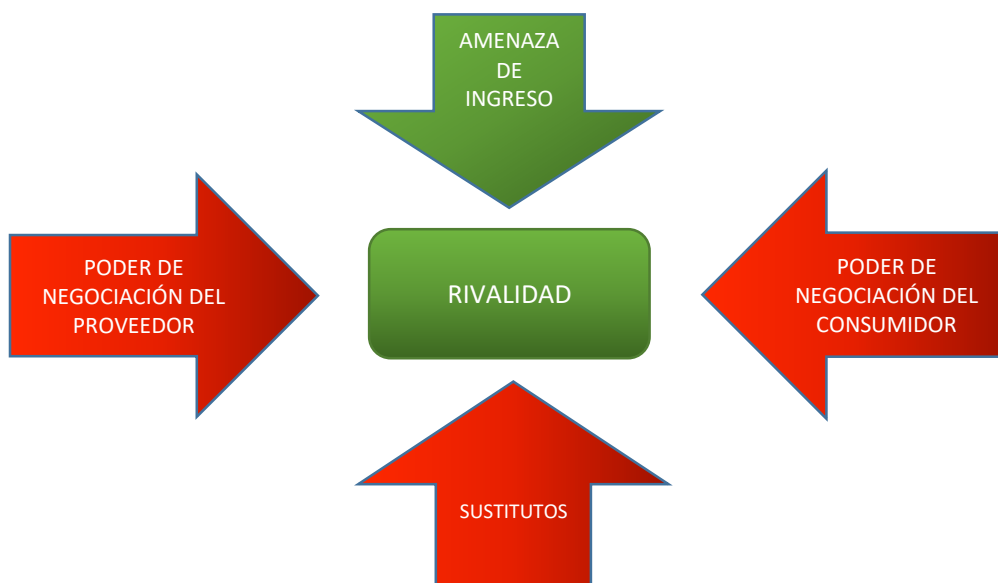 AMENAZA
DE
INGRESO
PODER DE
NEGOCIACIÓN DEL
PROVEEDOR
RIVALIDAD
PODER DE
NEGOCIACIÓN DEL
CONSUMIDOR
SUSTITUTOS